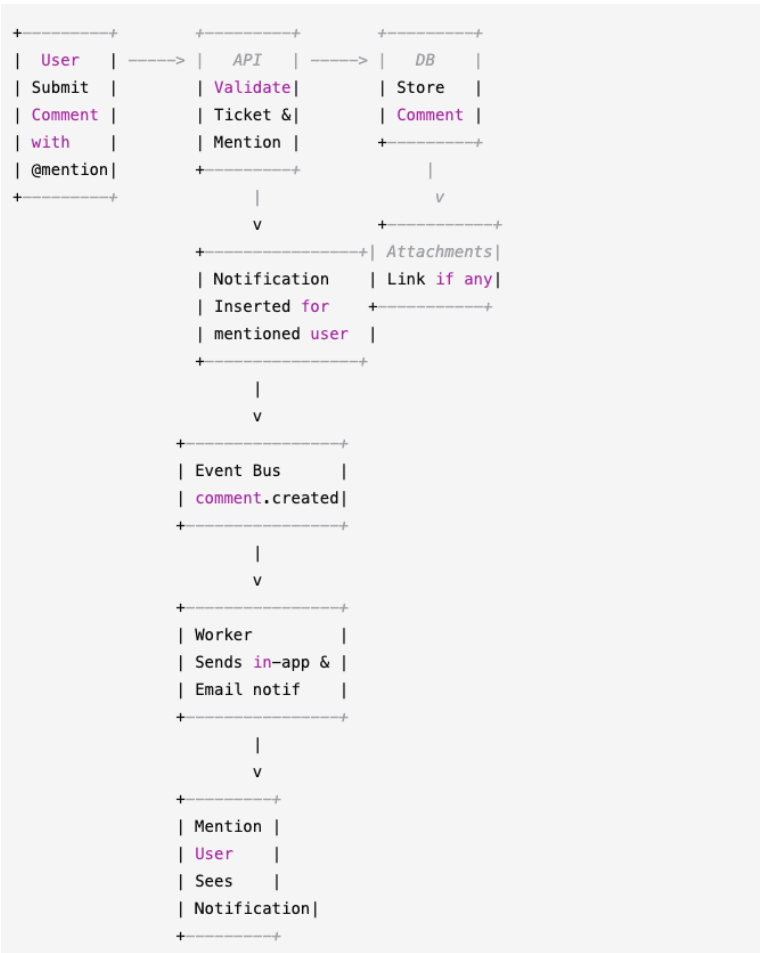 +---------+        +---------+        +---------+
|  User   | -----> |   API   | -----> |   DB    |
| Submit  |        | Validate|        | Store   |
| Comment |        | Ticket &|        | Comment |
| with    |        | Mention |        +---------+
| @mention|        +---------+             |
+---------+              |                  v
                         v            +-----------+
                   +----------------+| Attachments|
                   | Notification    | Link if any|
                   | Inserted for    +-----------+
                   | mentioned user  |
                   +----------------+
                         |
                         v
                 +----------------+
                 | Event Bus      |
                 | comment.created|
                 +----------------+
                         |
                         v
                 +----------------+
                 | Worker         |
                 | Sends in-app & |
                 | Email notif    |
                 +----------------+
                         |
                         v
                 +---------+
                 | Mention |
                 | User    |
                 | Sees    |
                 | Notification|
                 +---------+